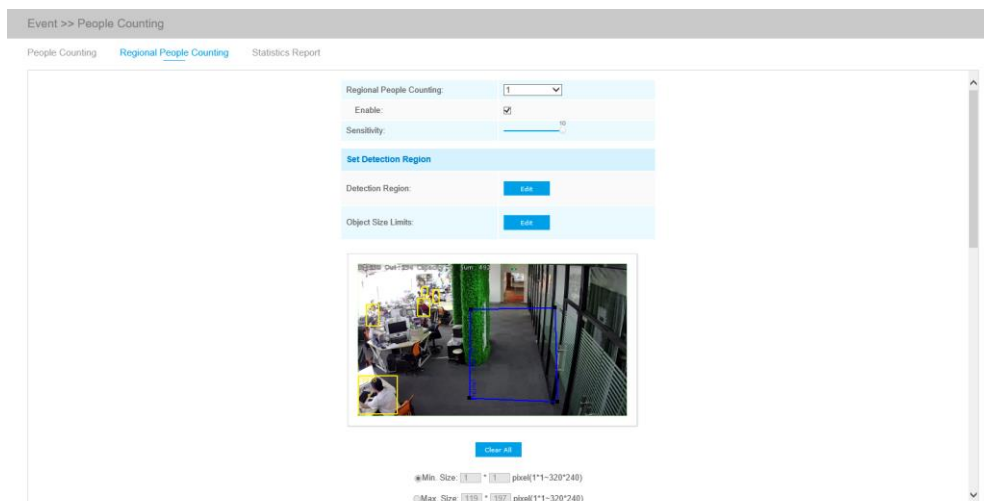 Event >> People Counting
People Counting Regional People Counting Statistics Report
Regional People Counting: 1
Enable:
Sensitivity: 10
Set Detection Region
Detection Region: Edit
Object Size Limits: Edit
Sum: 492
Clear All
Min. Size: 1 * 1 pixel(1*1~320*240)
Max. Size: 119 * 197 pixel(1*1~320*240)